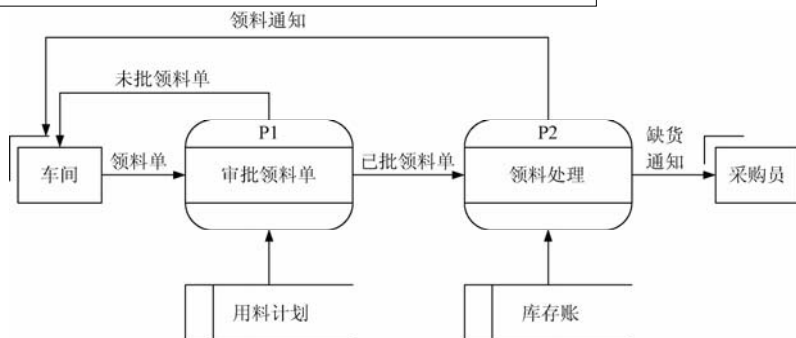 领料通知
未批领料单
P1
P2
车间
领料单
审批领料单
已批领料单
领料处理
缺货
通知
采购员
用料计划
库存账